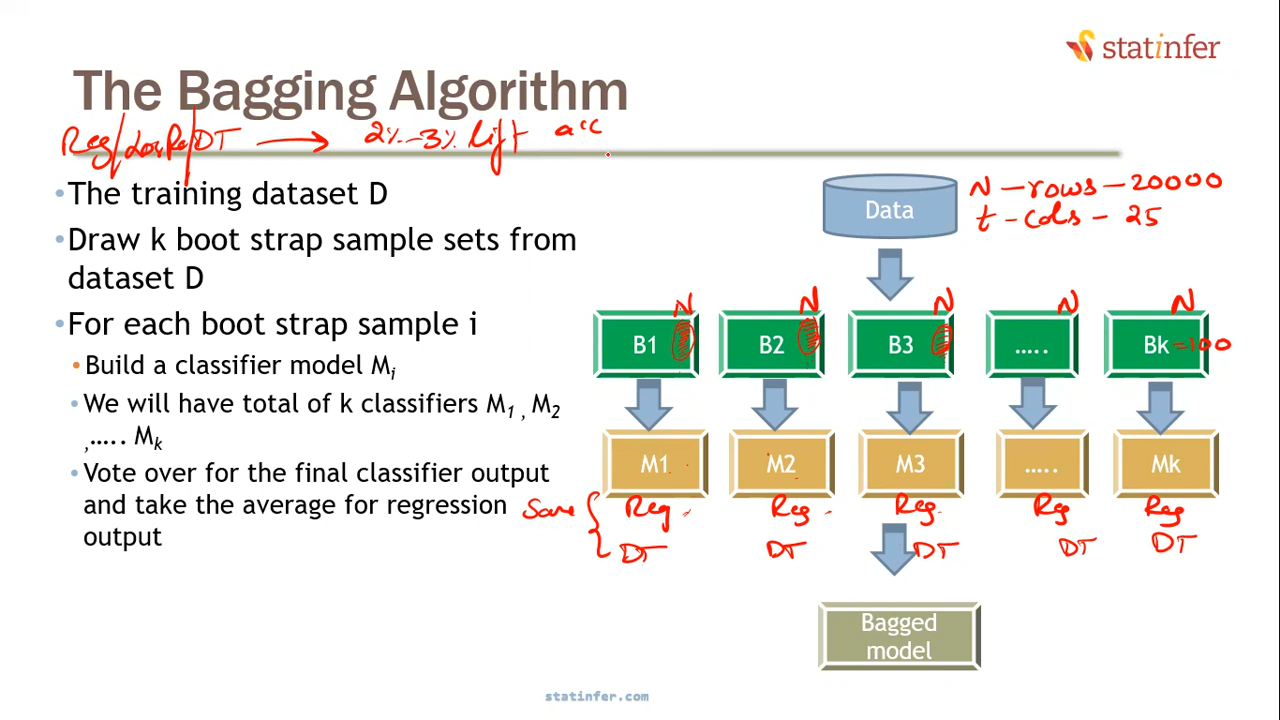 statinfer
The Bagging Algorithm
Reg/LogRe/DT → 2%-3% lift acc
•The training dataset D
•Draw k boot strap sample sets from
dataset D
•For each boot strap sample i
•Build a classifier model Mi
•We will have total of k classifiers M1 , M2
,….. Mk
•Vote over for the final classifier output
and take the average for regression
output
Data
N - rows - 20000
t - cols - 25
N N N N N
B1 B2 B3 ….. Bk =100
M1 M2 M3 ….. Mk
Same { Reg Reg Reg Reg Reg
DT DT DT DT DT
Bagged
model
statinfer.com